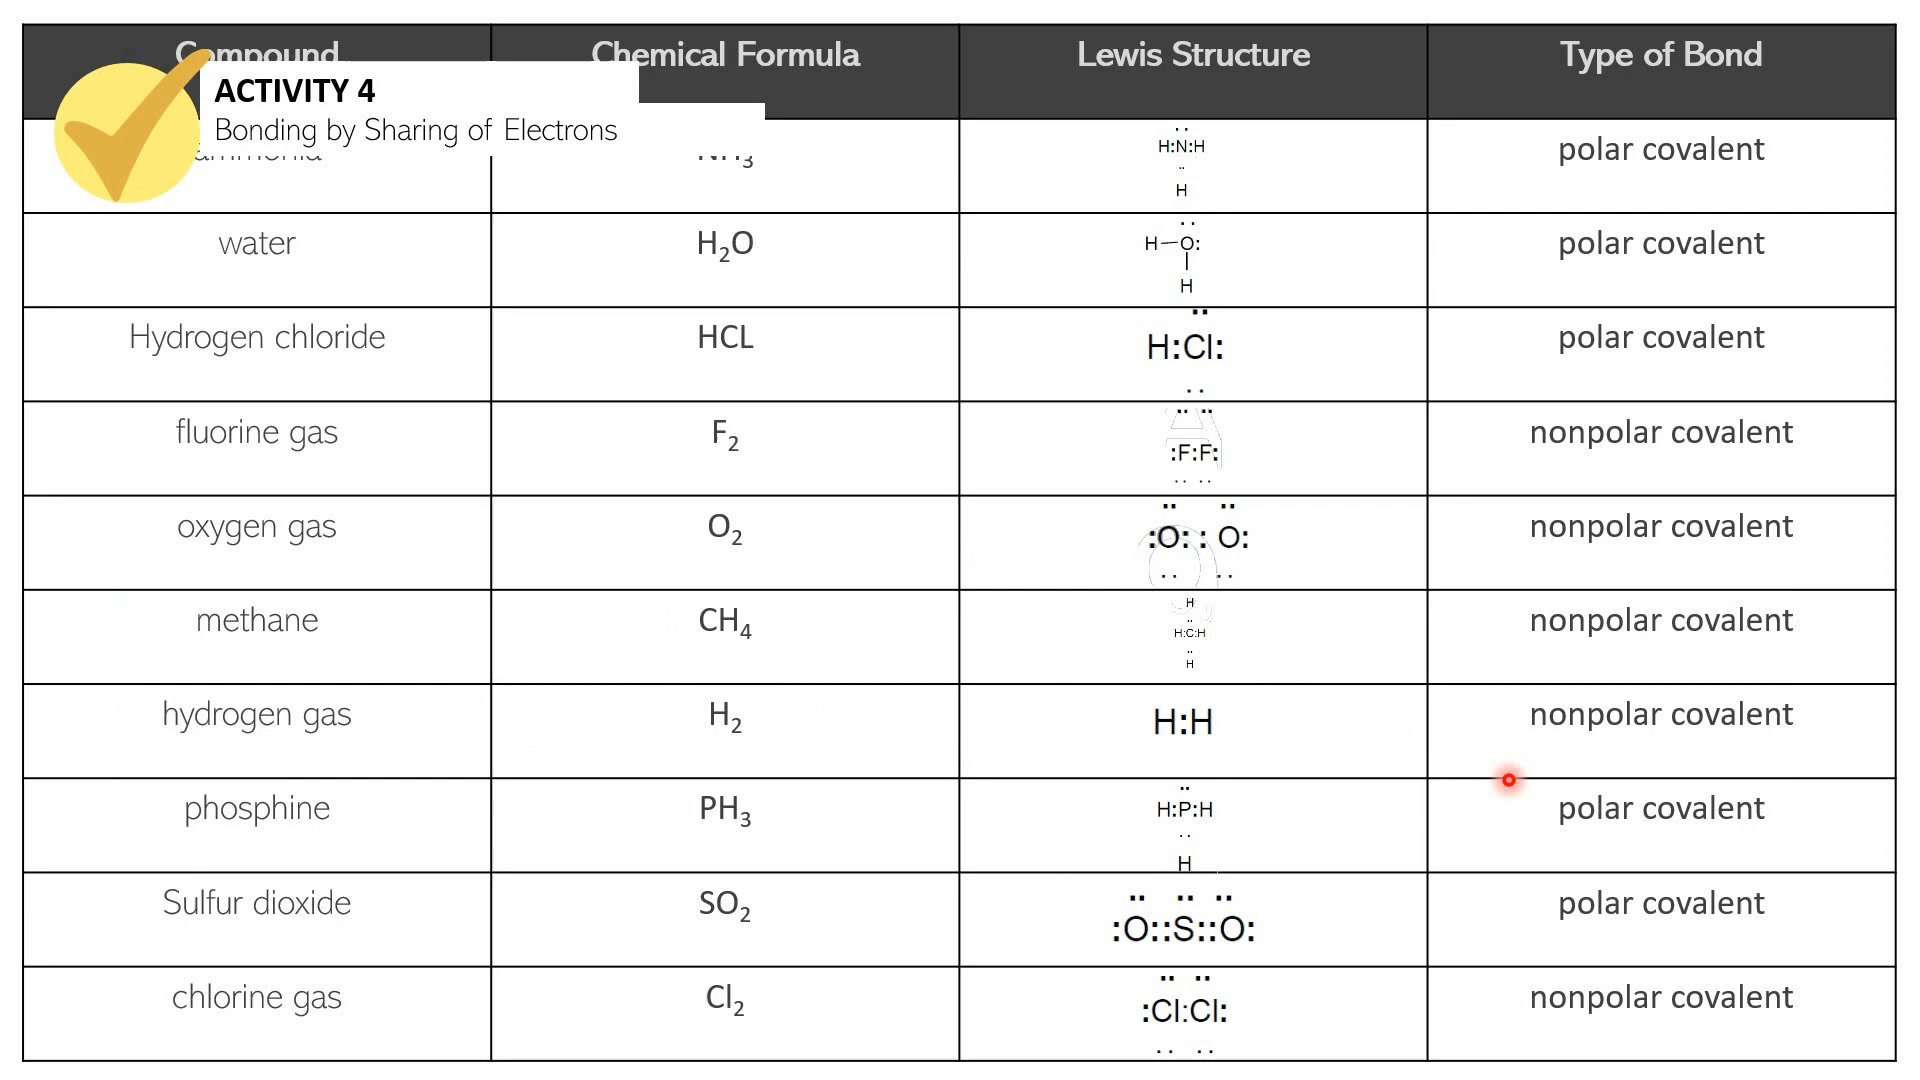 Compound Chemical Formula Lewis Structure Type of Bond
ACTIVITY 4
Bonding by Sharing of Electrons
ammonia NH₃ H:N:H polar covalent
H
water H₂O H O: polar covalent
H
Hydrogen chloride HCL H:Cl: polar covalent
fluorine gas F₂ :F:F: nonpolar covalent
oxygen gas O₂ :O: : O: nonpolar covalent
H
methane CH₄ H:C:H nonpolar covalent
H
hydrogen gas H₂ H:H nonpolar covalent
phosphine PH₃ H:P:H polar covalent
H
Sulfur dioxide SO₂ :O::S::O: polar covalent
chlorine gas Cl₂ :Cl:Cl: nonpolar covalent